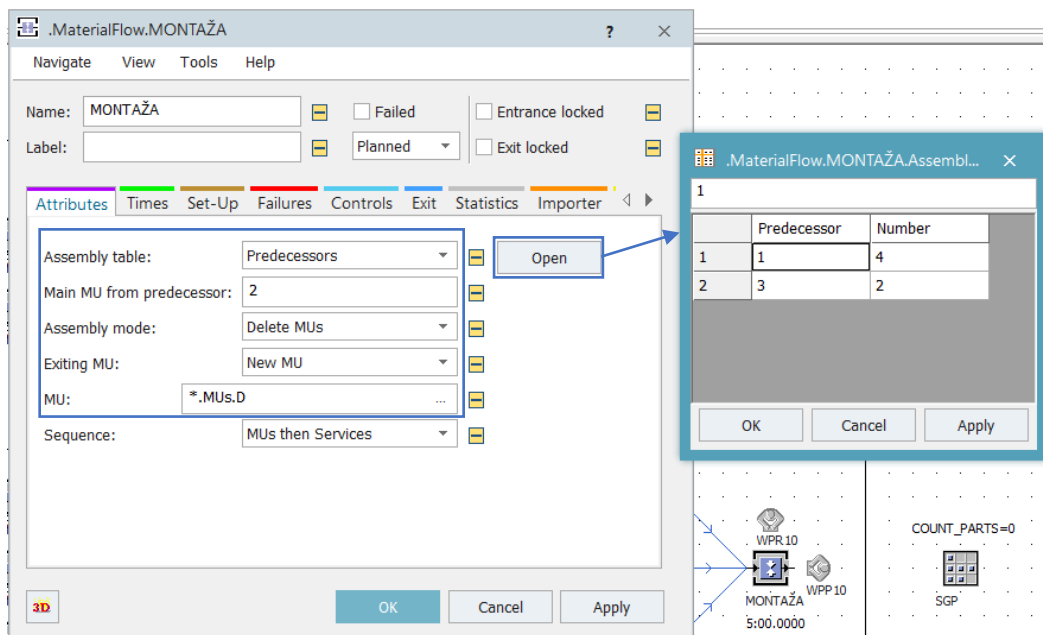 .MaterialFlow.MONTAŽA ? ×
Navigate View Tools Help
Name: MONTAŽA Failed Entrance locked
Label: Planned Exit locked
Attributes Times Set-Up Failures Controls Exit Statistics Importer
Assembly table: Predecessors Open
Main MU from predecessor: 2
Assembly mode: Delete MUs
Exiting MU: New MU
MU: *.MUs.D ...
Sequence: MUs then Services
3D OK Cancel Apply
.MaterialFlow.MONTAŽA.Assembl... ×
1
Predecessor Number
1 1 4
2 3 2
OK Cancel Apply
WPR10
MONTAŽA
WPP10
5:00.0000
COUNT_PARTS=0
SGP